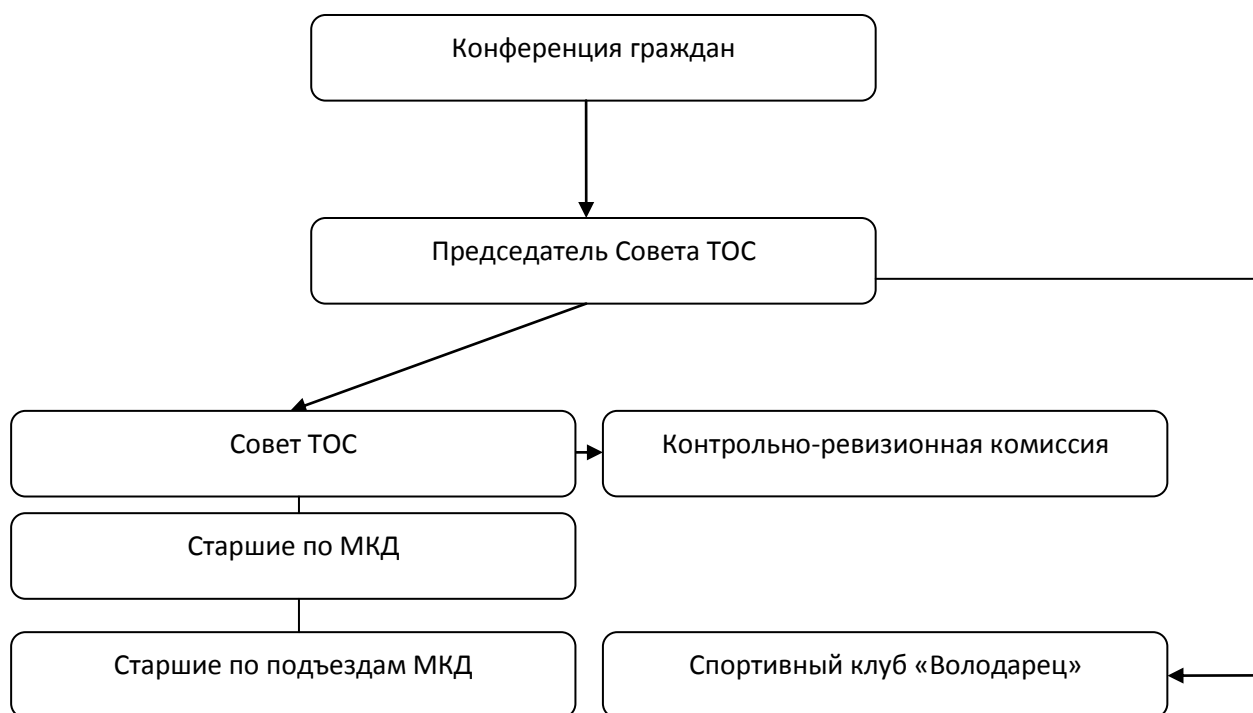 Конференция граждан
Председатель Совета ТОС
Совет ТОС
Контрольно-ревизионная комиссия
Старшие по МКД
Старшие по подъездам МКД
Спортивный клуб «Володарец»